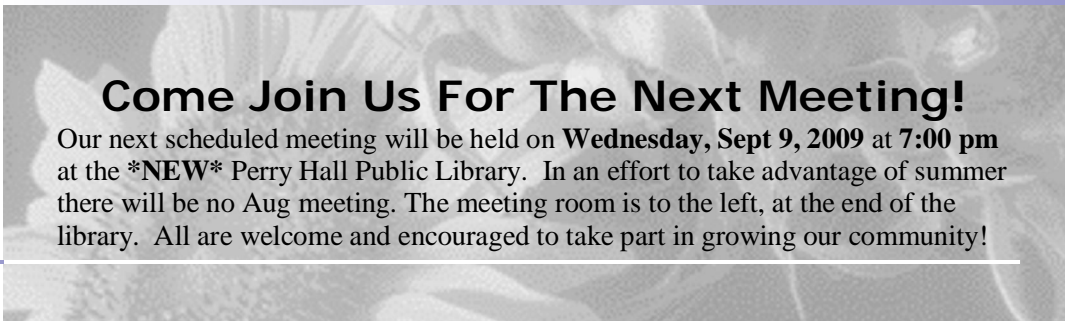 Come Join Us For The Next Meeting!
Our next scheduled meeting will be held on Wednesday, Sept 9, 2009 at 7:00 pm
at the *NEW* Perry Hall Public Library.  In an effort to take advantage of summer
there will be no Aug meeting. The meeting room is to the left, at the end of the
library.  All are welcome and encouraged to take part in growing our community!